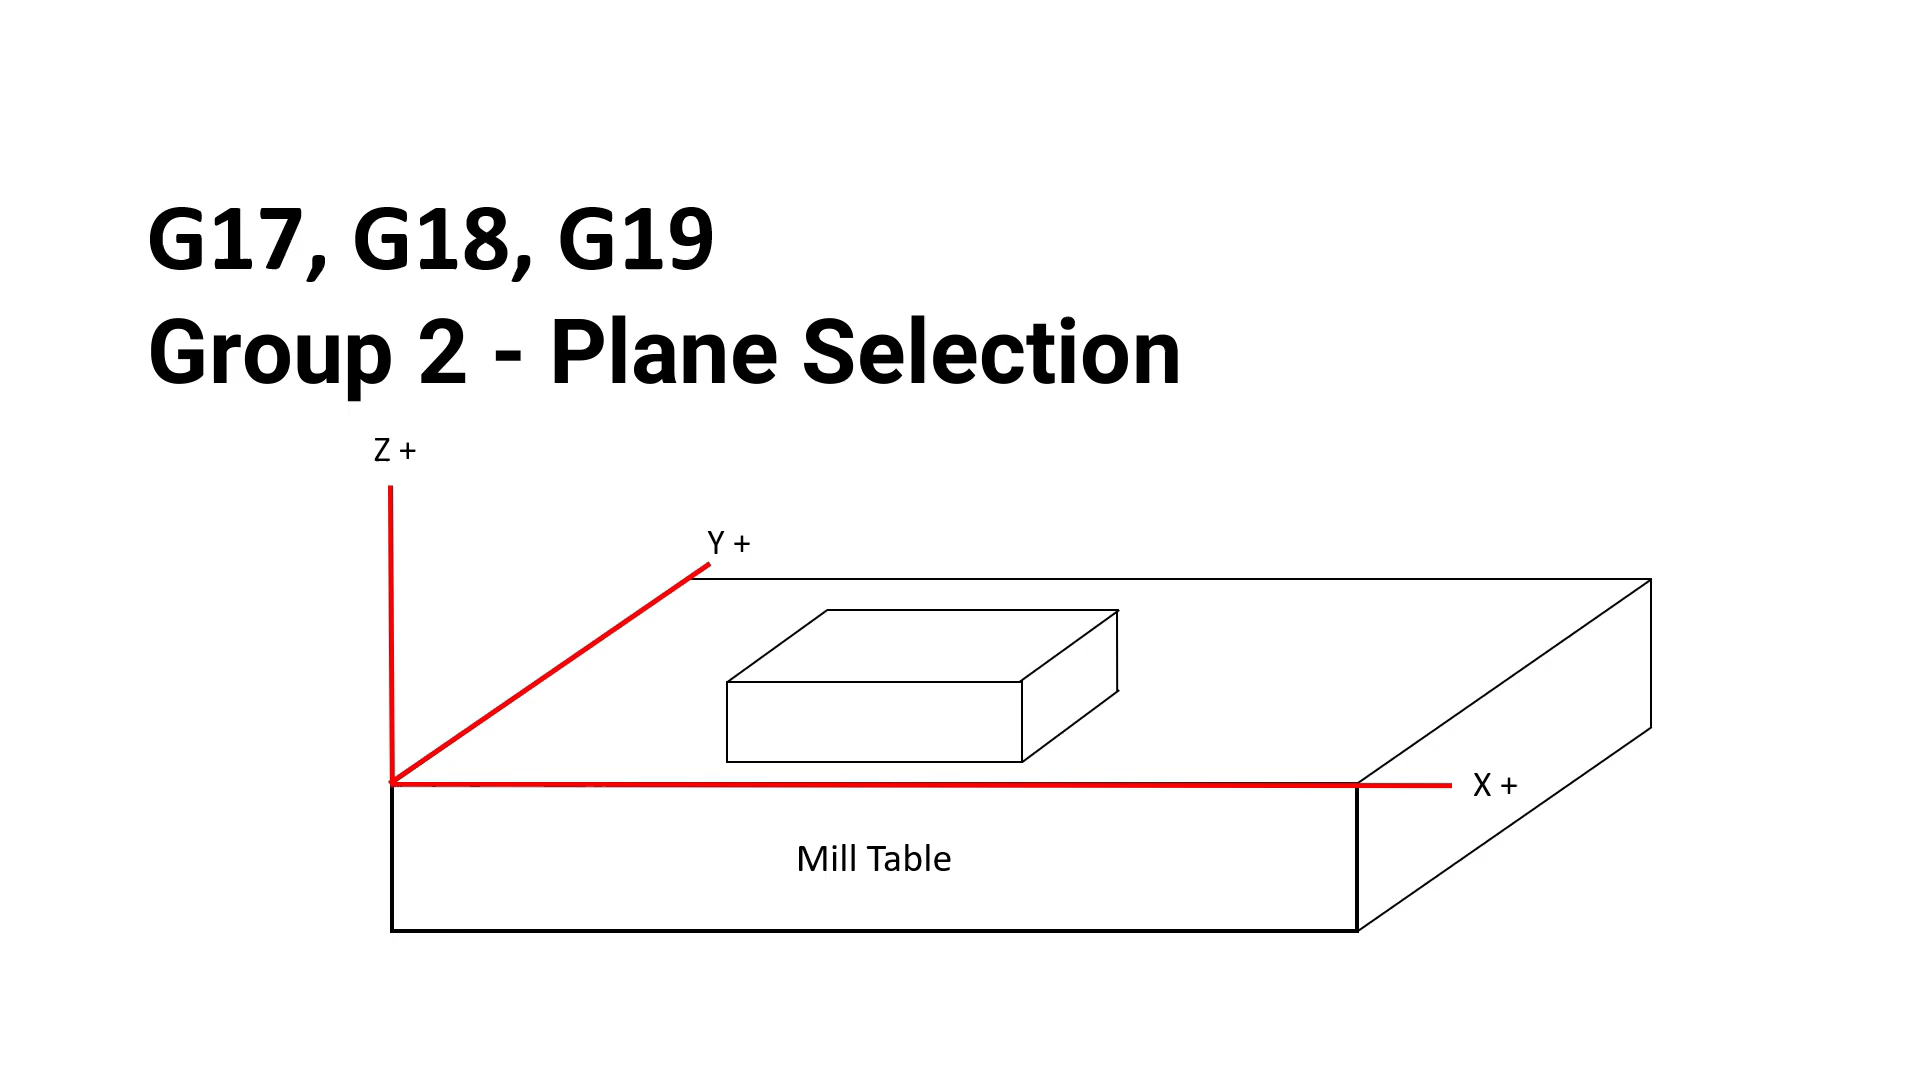 G17, G18, G19
Group 2 - Plane Selection
Z +
Y +
X +
Mill Table